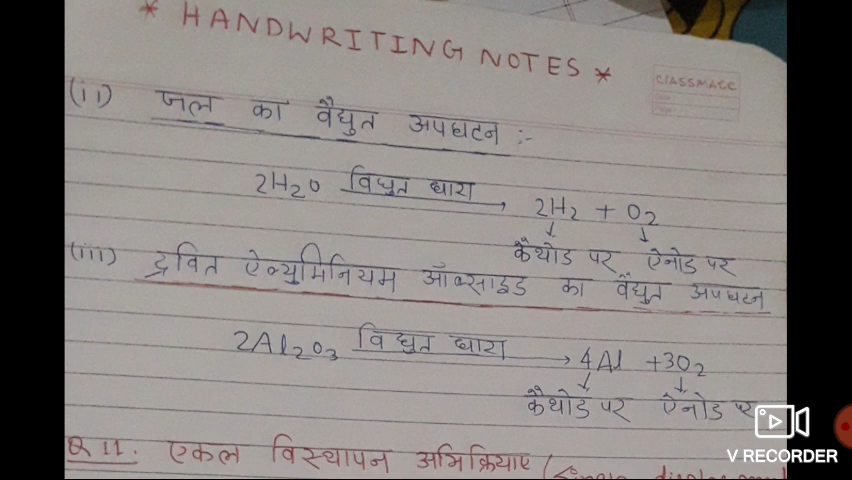 * HANDWRITING NOTES *
CLASSMATE
(ii) जल का वैद्युत अपघटन :-
2H2O विद्युत धारा → 2H2 + O2
↓ ↓
कैथोड पर ऐनोड पर
(iii) द्रवित ऐल्युमिनियम ऑक्साइड का वैद्युत अपघटन
2Al2O3 विद्युत धारा → 4Al +3O2
↓ ↓
कैथोड पर ऐनोड पर
V RECORDER
Q 11. एकल विस्थापन अभिक्रियाए (Single